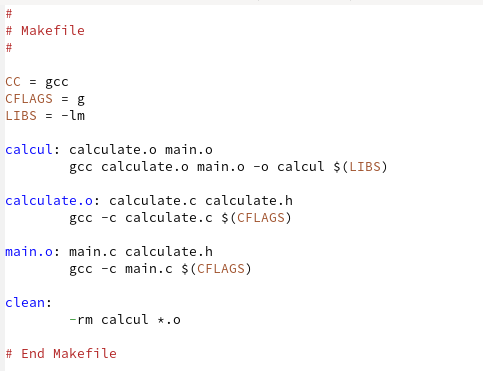 #
# Makefile
#
CC = gcc
CFLAGS = g
LIBS = -lm
calcul: calculate.o main.o
gcc calculate.o main.o -o calcul $(LIBS)
calculate.o: calculate.c calculate.h
gcc -c calculate.c $(CFLAGS)
main.o: main.c calculate.h
gcc -c main.c $(CFLAGS)
clean:
-rm calcul *.o
# End Makefile